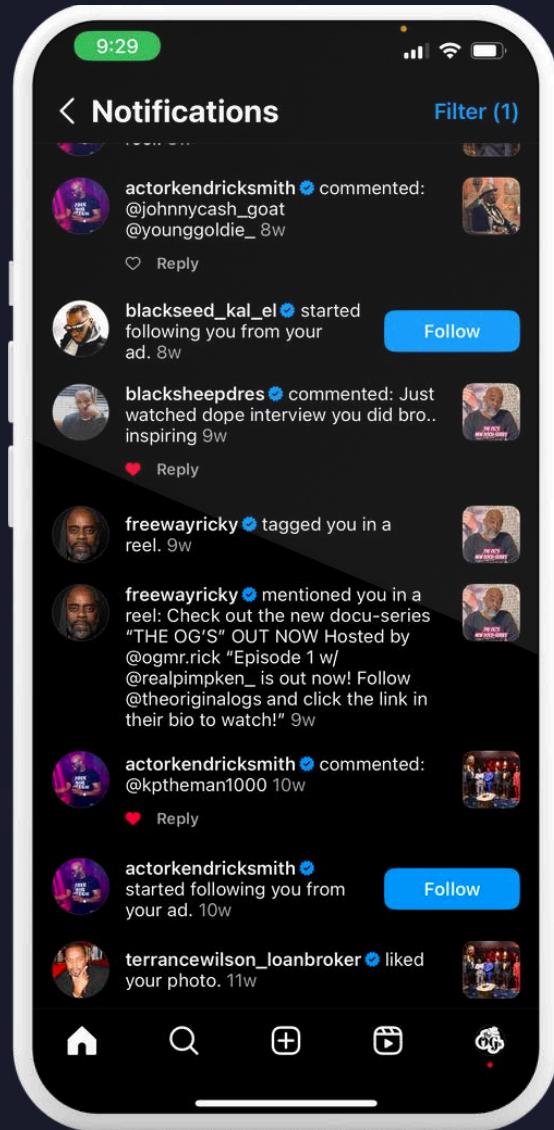 9:29
Notifications
Filter (1)
actorkendricksmith commented:
@johnnycash_goat
@younggoldie_ 8w
Reply
blackseed_kal_el started
following you from your
ad. 8w
Follow
blacksheepdres commented: Just
watched dope interview you did bro..
inspiring 9w
Reply
freewayricky tagged you in a
reel. 9w
freewayricky mentioned you in a
reel: Check out the new docu-series
“THE OG’S” OUT NOW Hosted by
@ogmr.rick “Episode 1 w/
@realpimpken_ is out now! Follow
@theoriginalogs and click the link in
their bio to watch!” 9w
actorkendricksmith commented:
@kptheman1000 10w
Reply
actorkendricksmith
started following you from
your ad. 10w
Follow
terrancewilson_loanbroker liked
your photo. 11w